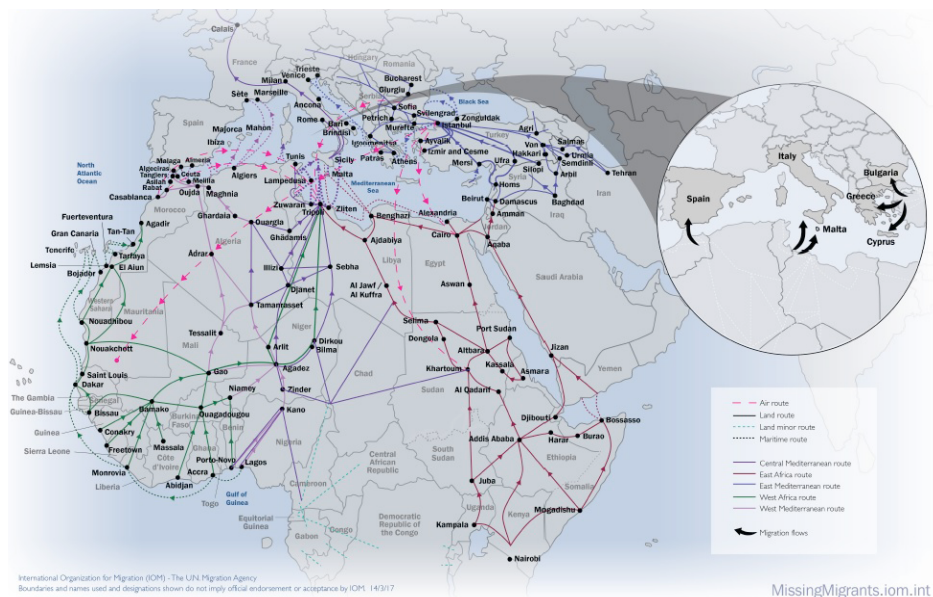 Calais
France
Hungary
Romania
Trieste
Venice
Milan
Bucharest
Giurgiu
Serbia
Sète
Marseille
Ancona
Rome
Bari
Brindisi
Sofia
Petrich
Svilengrad
Black Sea
Zonguldak
Istanbul
Murefte
Ignomenitsa
Patras
Athens
Ayvalik
Izmir and Cesme
Turkey
Agri
Van
Hakkari
Salmas
Urmia
Sendinli
Silopi
Ufra
Mersi
Arbil
Tehran
Iran
Syria
Iraq
Homs
Beirut
Damascus
Baghdad
Amman
Jordan
Aqaba
Spain
Majorca
Mahon
Ibiza
North
Atlantic
Ocean
Malaga
Almeria
Algeciras
Tangiers
Ceuta
Asilah
Melilla
Rabat
Oujda
Maghnia
Casablanca
Algiers
Tunis
Sicily
Lampedusa
Malta
Mediterranean
Sea
Zuwaran
Tripoli
Zliten
Benghazi
Alexandria
Cairo
Morocco
Agadir
Ghardaia
Ouargla
Ghādamis
Ajdabiya
Libya
Egypt
Algeria
Fuerteventura
Gran Canaria
Tenerife
Lemsia
Bojador
Tan-Tan
Tarfaya
El Aiun
Western
Sahara
Adrar
Illizi
Djanet
Sebha
Al Jawf /
Al Kuffra
Aswan
Saudi Arabia
Nouadhibou
Mauritania
Tamanrasset
Tessalit
Mali
Niger
Nouakchott
Arlit
Dirkou
Bilma
Selima
Dongola
Port Sudan
Altbara
Khartoum
Kassala
Asmara
Jizan
Yemen
Chad
Sudan
Al Qadarif
Saint Louis
Dakar
The Gambia
Senegal
Guinea-Bissau
Bissau
Gao
Agadez
Niamey
Zinder
Kano
Bamako
Burkina
Faso
Ouagadougou
Benin
Guinea
Conakry
Sierra Leone
Freetown
Massala
Côte
d'Ivoire
Ghana
Porto-Novo
Lagos
Nigeria
Monrovia
Liberia
Abidjan
Accra
Togo
Gulf of
Guinea
Cameroon
Equitorial
Guinea
Gabon
Congo
Central
African
Republic
Democratic
Republic of
the Congo
South
Sudan
Djibouti
Bossasso
Addis Ababa
Harar
Burao
Ethiopia
Somalia
Juba
Uganda
Kampala
Kenya
Mogadishu
Nairobi
Spain
Italy
Malta
Bulgaria
Greece
Cyprus
Air route
Land route
Land minor route
Maritime route
Central Mediterranean route
East Africa route
East Mediterranean route
West Africa route
West Mediterranean route
Migration flows
International Organization for Migration (IOM) - The U.N. Migration Agency
Boundaries and names used and designations shown do not imply official endorsement or acceptance by IOM. 14/3/17
MissingMigrants.iom.int